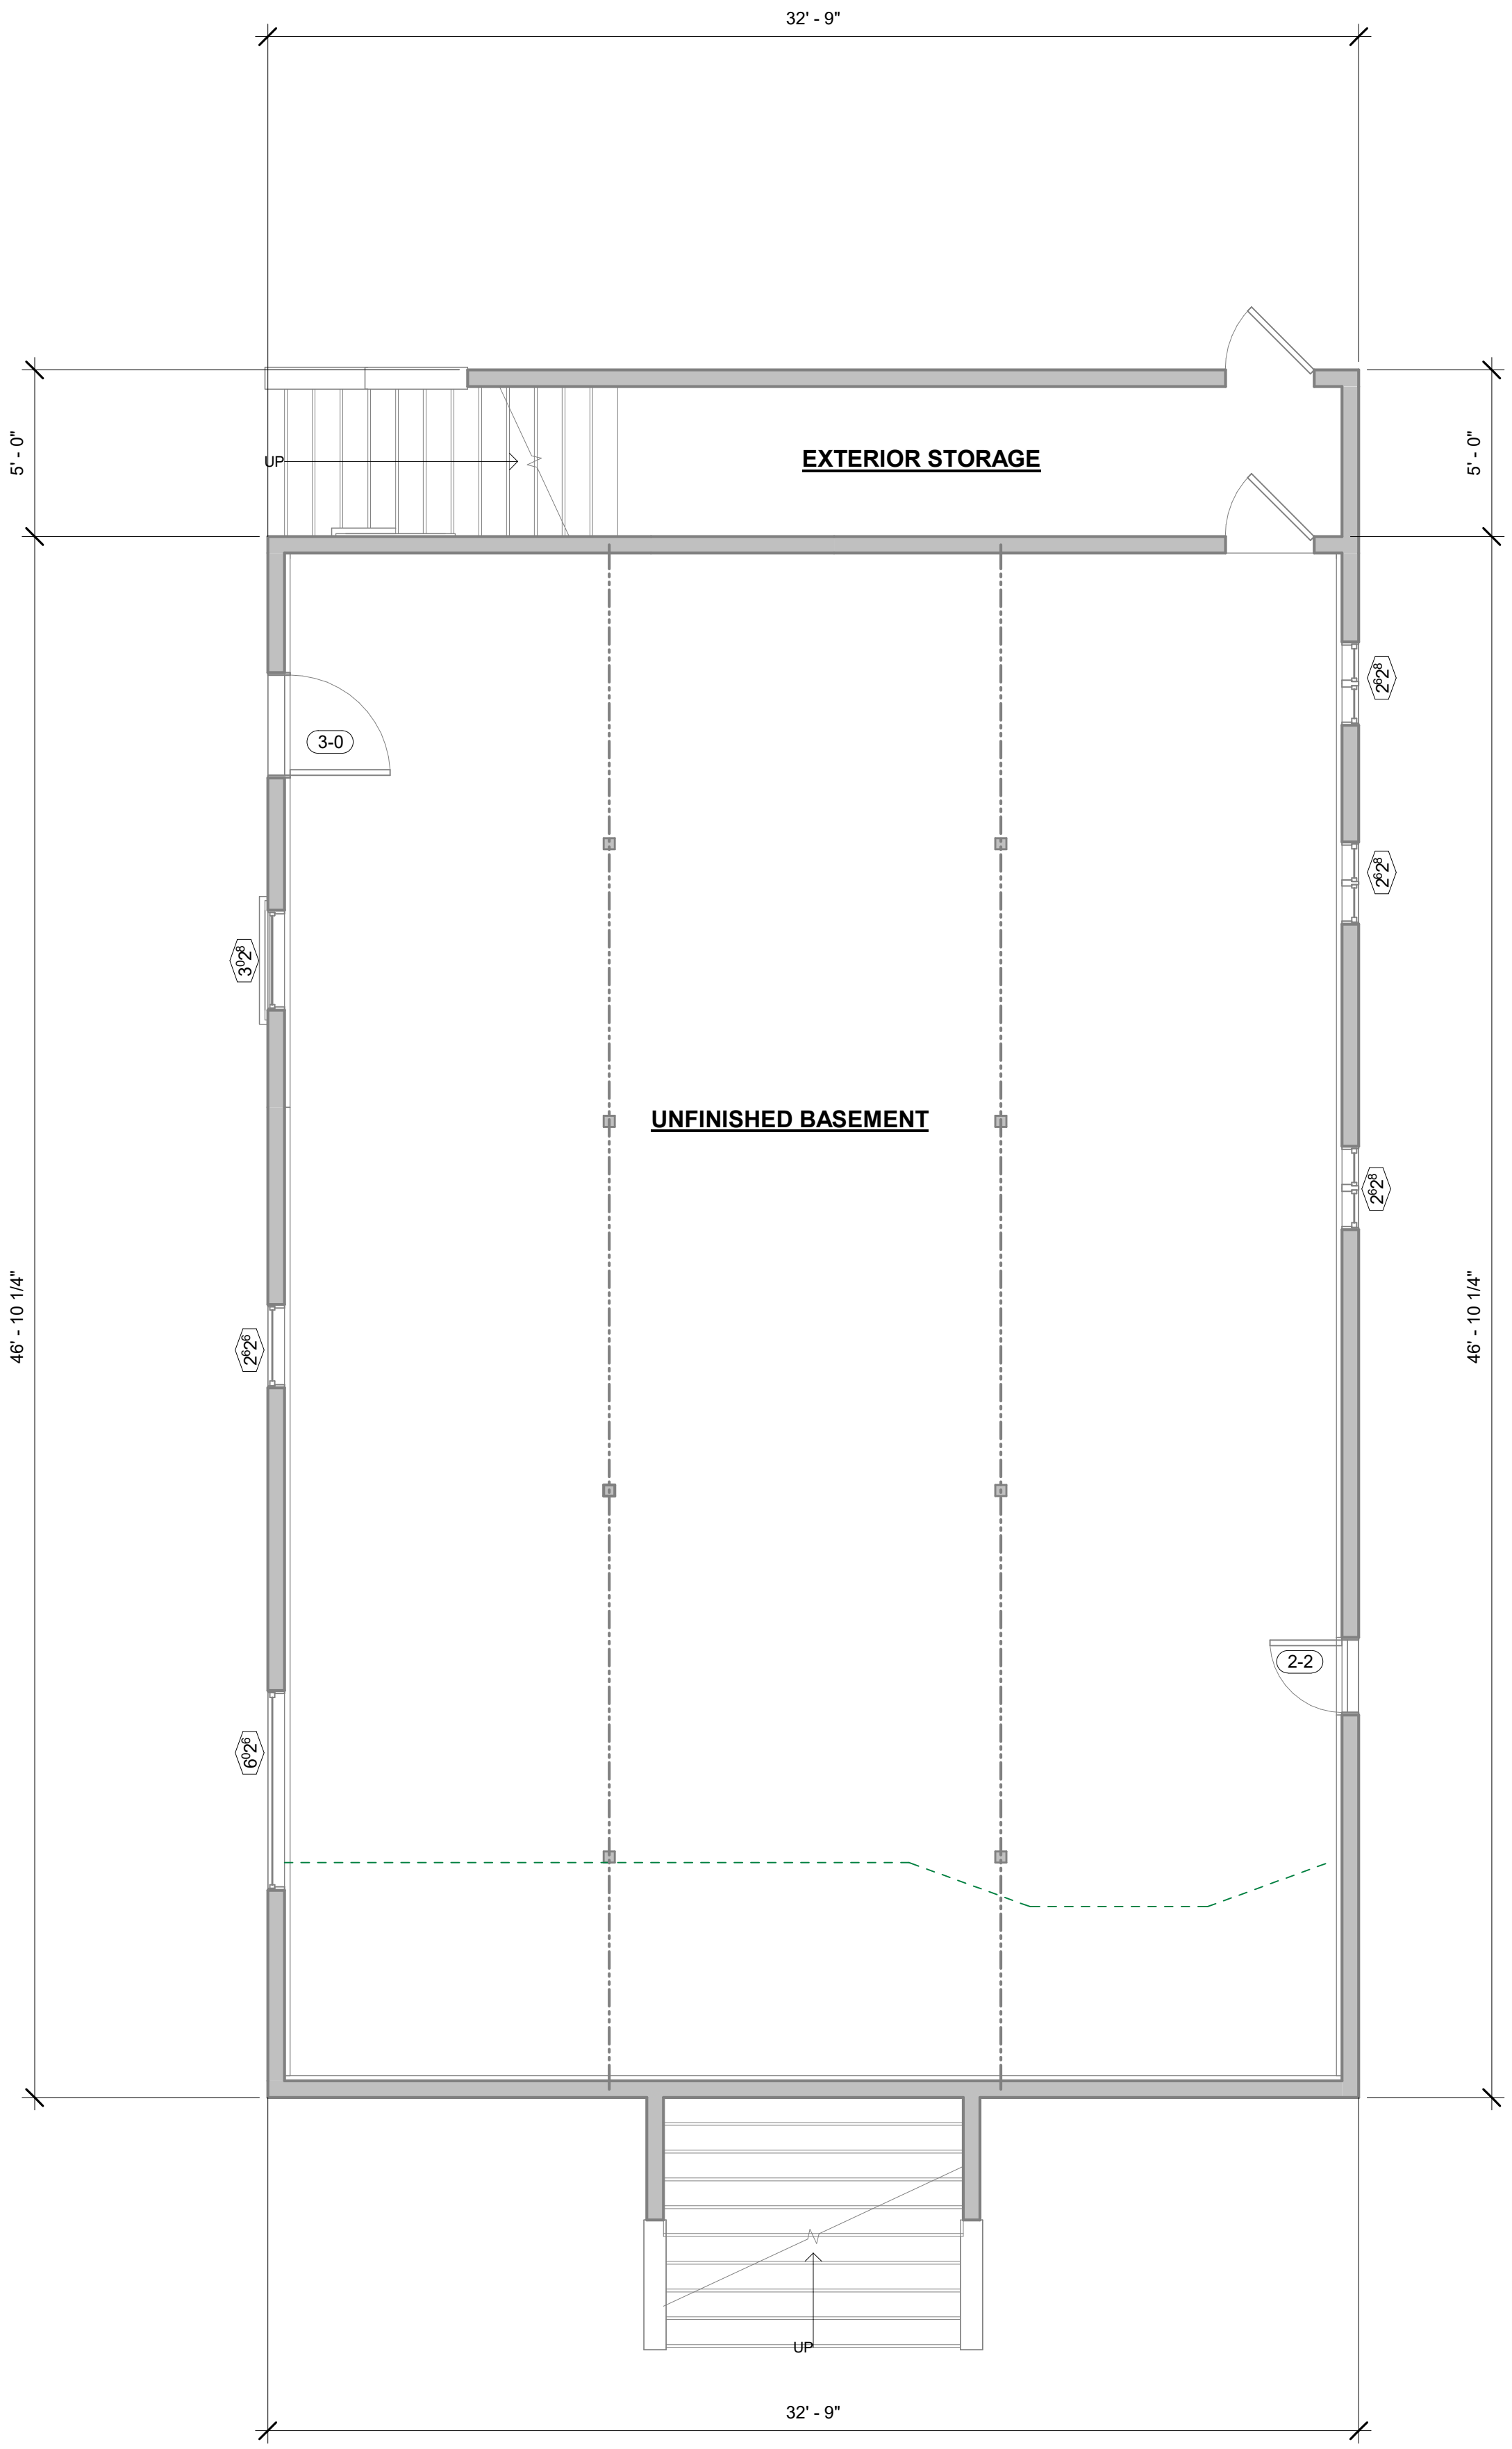 32' - 9"
5' - 0"
UP
EXTERIOR STORAGE
5' - 0"
2⁶2⁸
3-0
2⁶2⁸
3⁰2⁸
UNFINISHED BASEMENT
2⁶2⁸
46' - 10 1/4"
46' - 10 1/4"
2⁶2⁶
2-2
6⁰2⁶
UP
32' - 9"